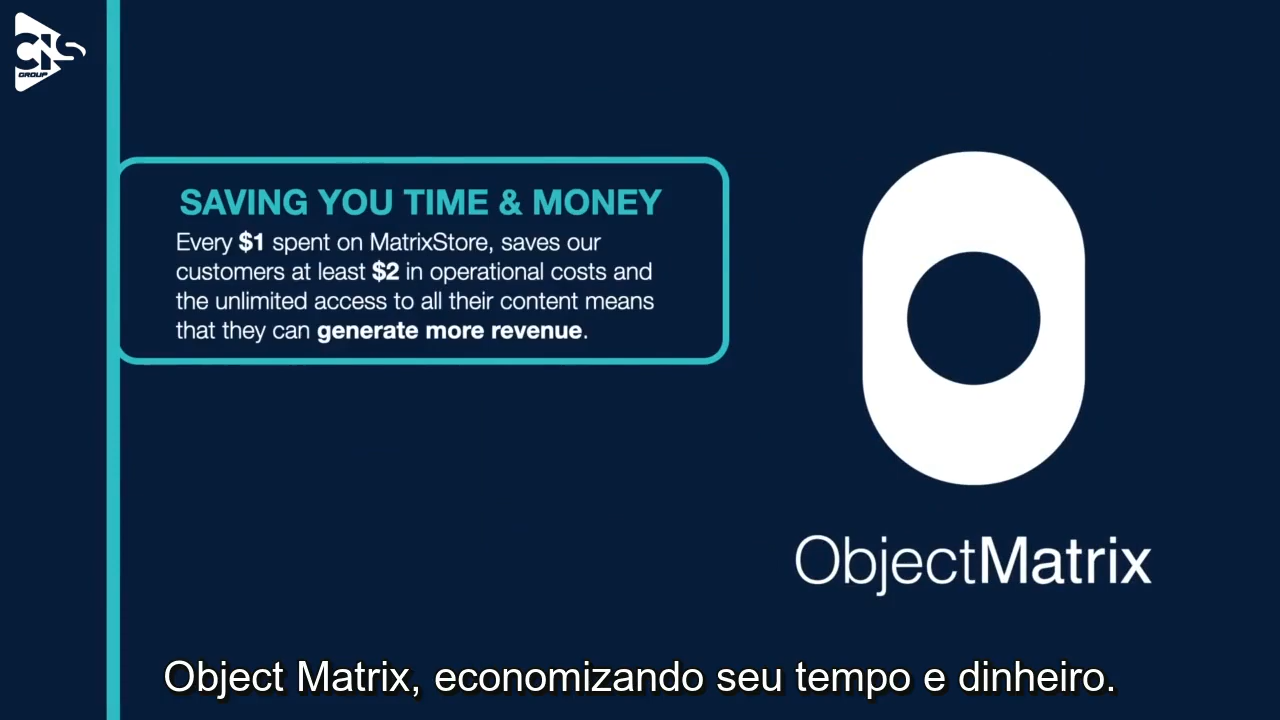 CIS
GROUP
SAVING YOU TIME & MONEY
Every $1 spent on MatrixStore, saves our
customers at least $2 in operational costs and
the unlimited access to all their content means
that they can generate more revenue.
ObjectMatrix
Object Matrix, economizando seu tempo e dinheiro.